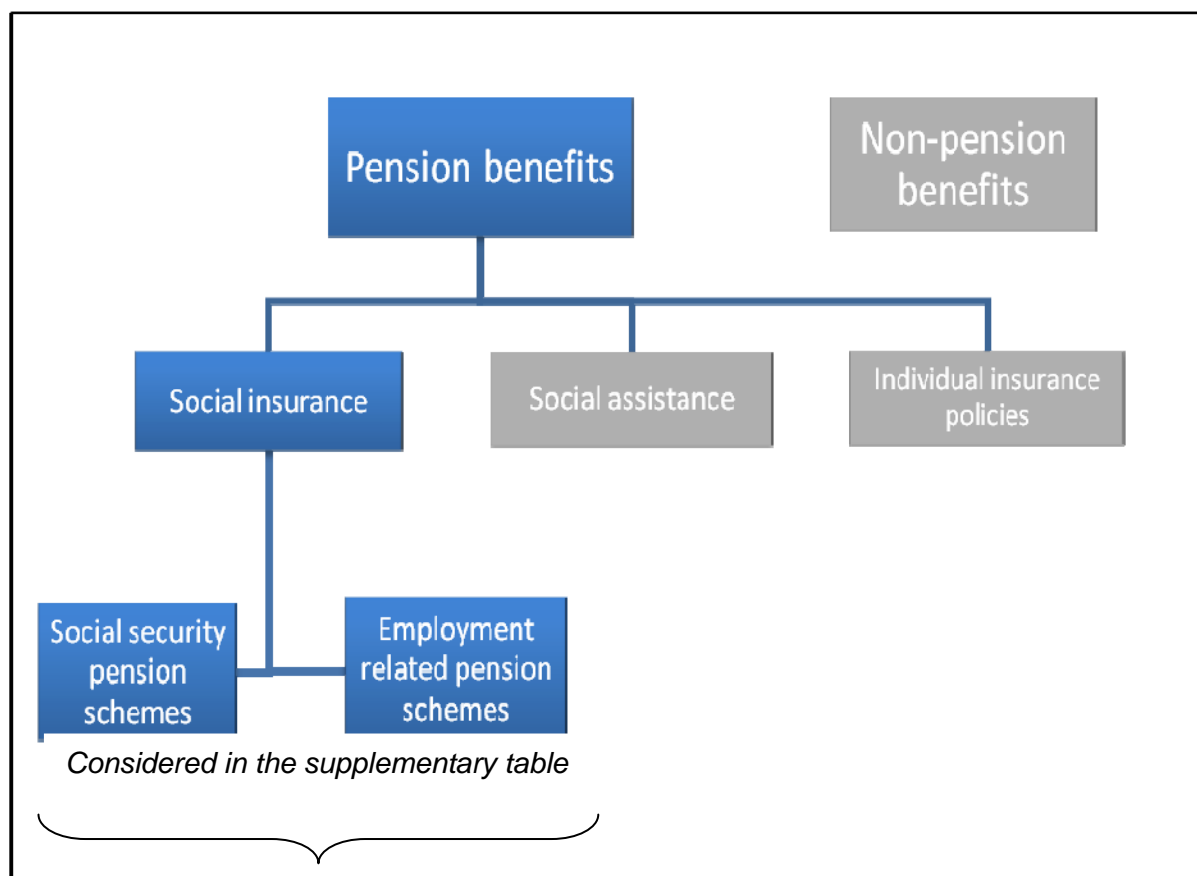 Pension benefits
Non-pension
benefits
Social insurance
Social assistance
Individual insurance
policies
Social security
pension
schemes
Employment
related pension
schemes
Considered in the supplementary table